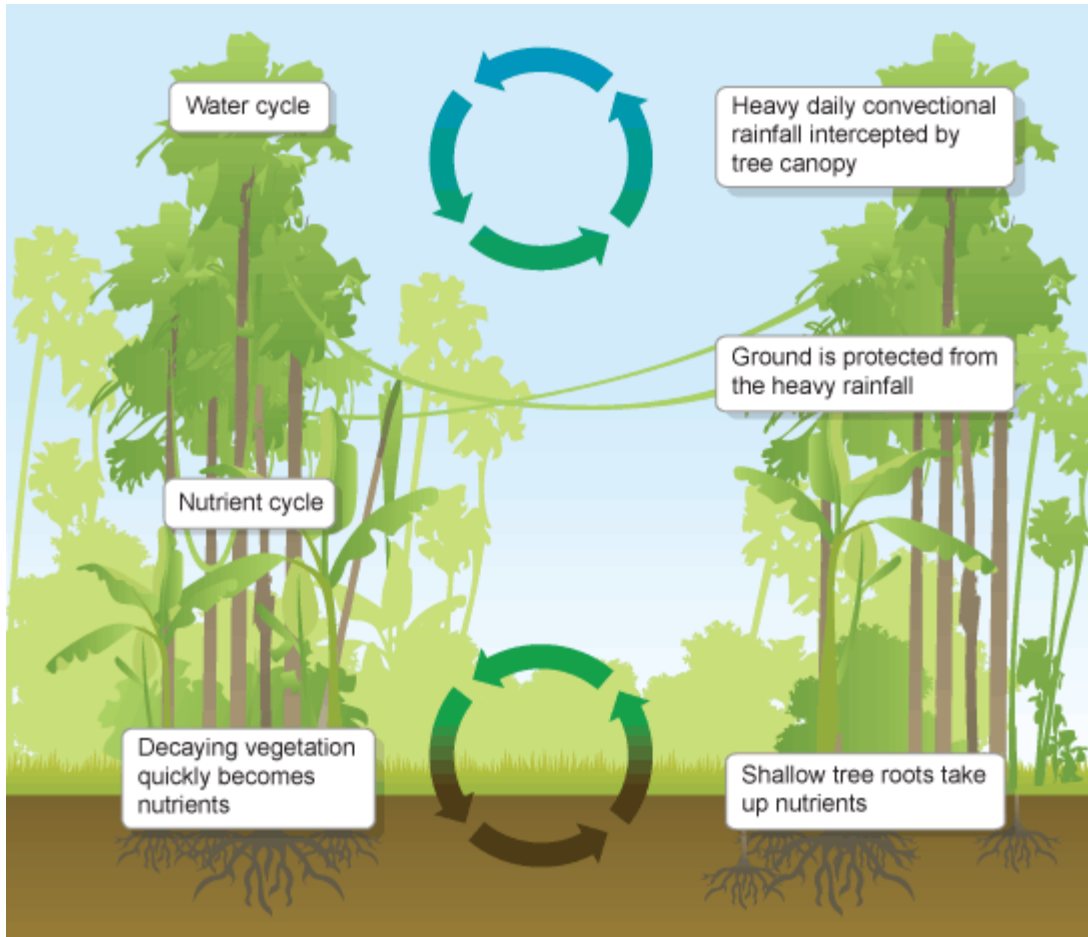 Water cycle
Heavy daily convectional
rainfall intercepted by
tree canopy
Ground is protected from
the heavy rainfall
Nutrient cycle
Decaying vegetation
quickly becomes
nutrients
Shallow tree roots take
up nutrients